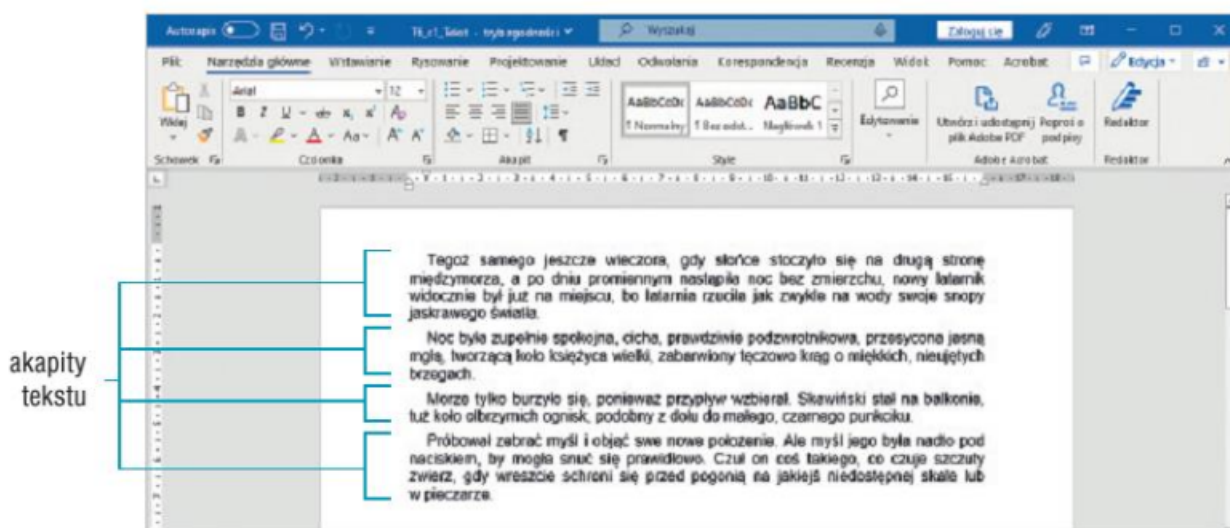 Autozapis
Tk_c1_Tekst - tryb zgodności
Wyszukaj
Zaloguj się
Plik Narzędzia główne Wstawianie Rysowanie Projektowanie Układ Odwołania Korespondencja Recenzja Widok Pomoc Acrobat Edycja
Arial 12
Wklej
B I U ab x₂ x²
AaBbCcDc AaBbCcDc AaBbC
¶ Normalny ¶ Bez odst... Nagłówek 1
Edytowanie
Utwórz i udostępnij plik Adobe PDF
Poproś o podpisy
Redaktor
Schowek Czcionka Akapit Style Adobe Acrobat Redaktor
akapity
tekstu
Tegoż samego jeszcze wieczora, gdy słońce stoczyło się na drugą stronę
międzymorza, a po dniu promiennym nastąpiła noc bez zmierzchu, nowy latarnik
widocznie był już na miejscu, bo latarnia rzuciła jak zwykle na wody swoje snopy
jaskrawego światła.
Noc była zupełnie spokojna, cicha, prawdziwie podzwrotnikowa, przesycona jasną
mgłą, tworzącą koło księżyca wielki, zabarwiony tęczowo krąg o miękkich, nieujętych
brzegach.
Morze tylko burzyło się, ponieważ przypływ wzbierał. Skawiński stał na balkonie,
tuż koło olbrzymich ognisk, podobny z dołu do małego, czarnego punkciku.
Próbował zebrać myśl i objąć swe nowe położenie. Ale myśl jego była nadto pod
naciskiem, by mogła snuć się prawidłowo. Czuł on coś takiego, co czuje szczuty
zwierz, gdy wreszcie schroni się przed pogonią na jakiejś niedostępnej skale lub
w pieczarze.